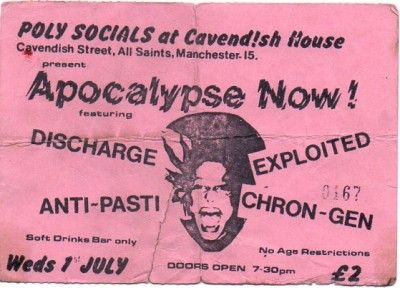 POLY SOCIALS at Cavend!sh House
Cavendish Street, All Saints, Manchester-15.
present
Apocalypse Now!
featuring
DISCHARGE EXPLOITED
0167
ANTI-PASTI CHRON-GEN
Soft Drinks Bar only
No Age Restrictions
Weds 1st JULY DOORS OPEN 7-30pm £2